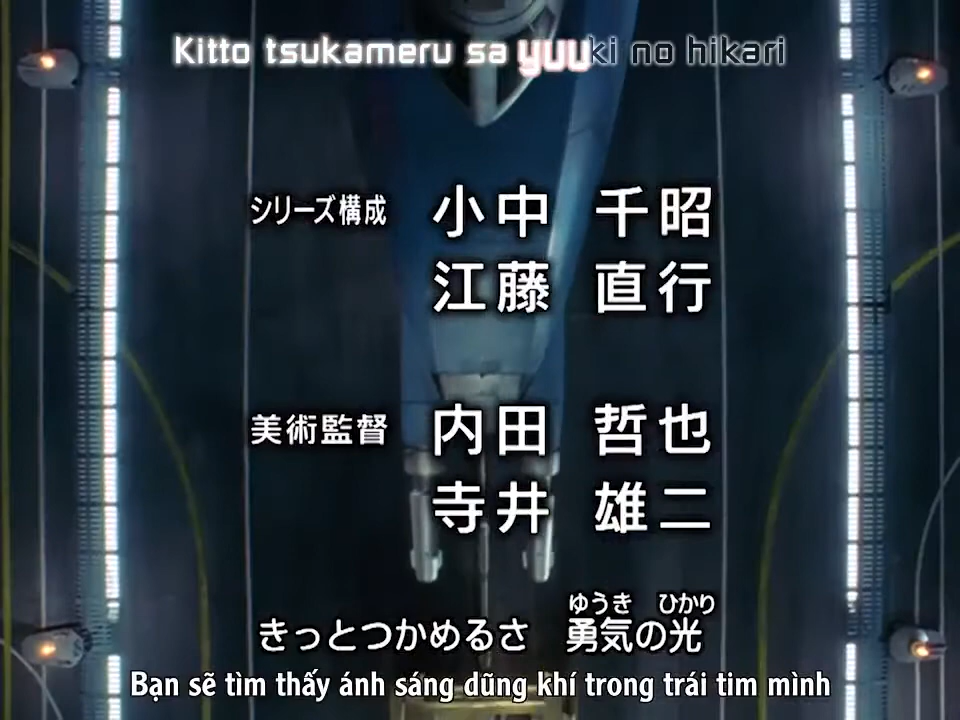 Kitto tsukameru sa yuuki no hikari
シリーズ構成 小中 千昭
江藤 直行
美術監督 内田 哲也
寺井 雄二
ゆうき ひかり
きっとつかめるさ 勇気の光
Bạn sẽ tìm thấy ánh sáng dũng khí trong trái tim mình